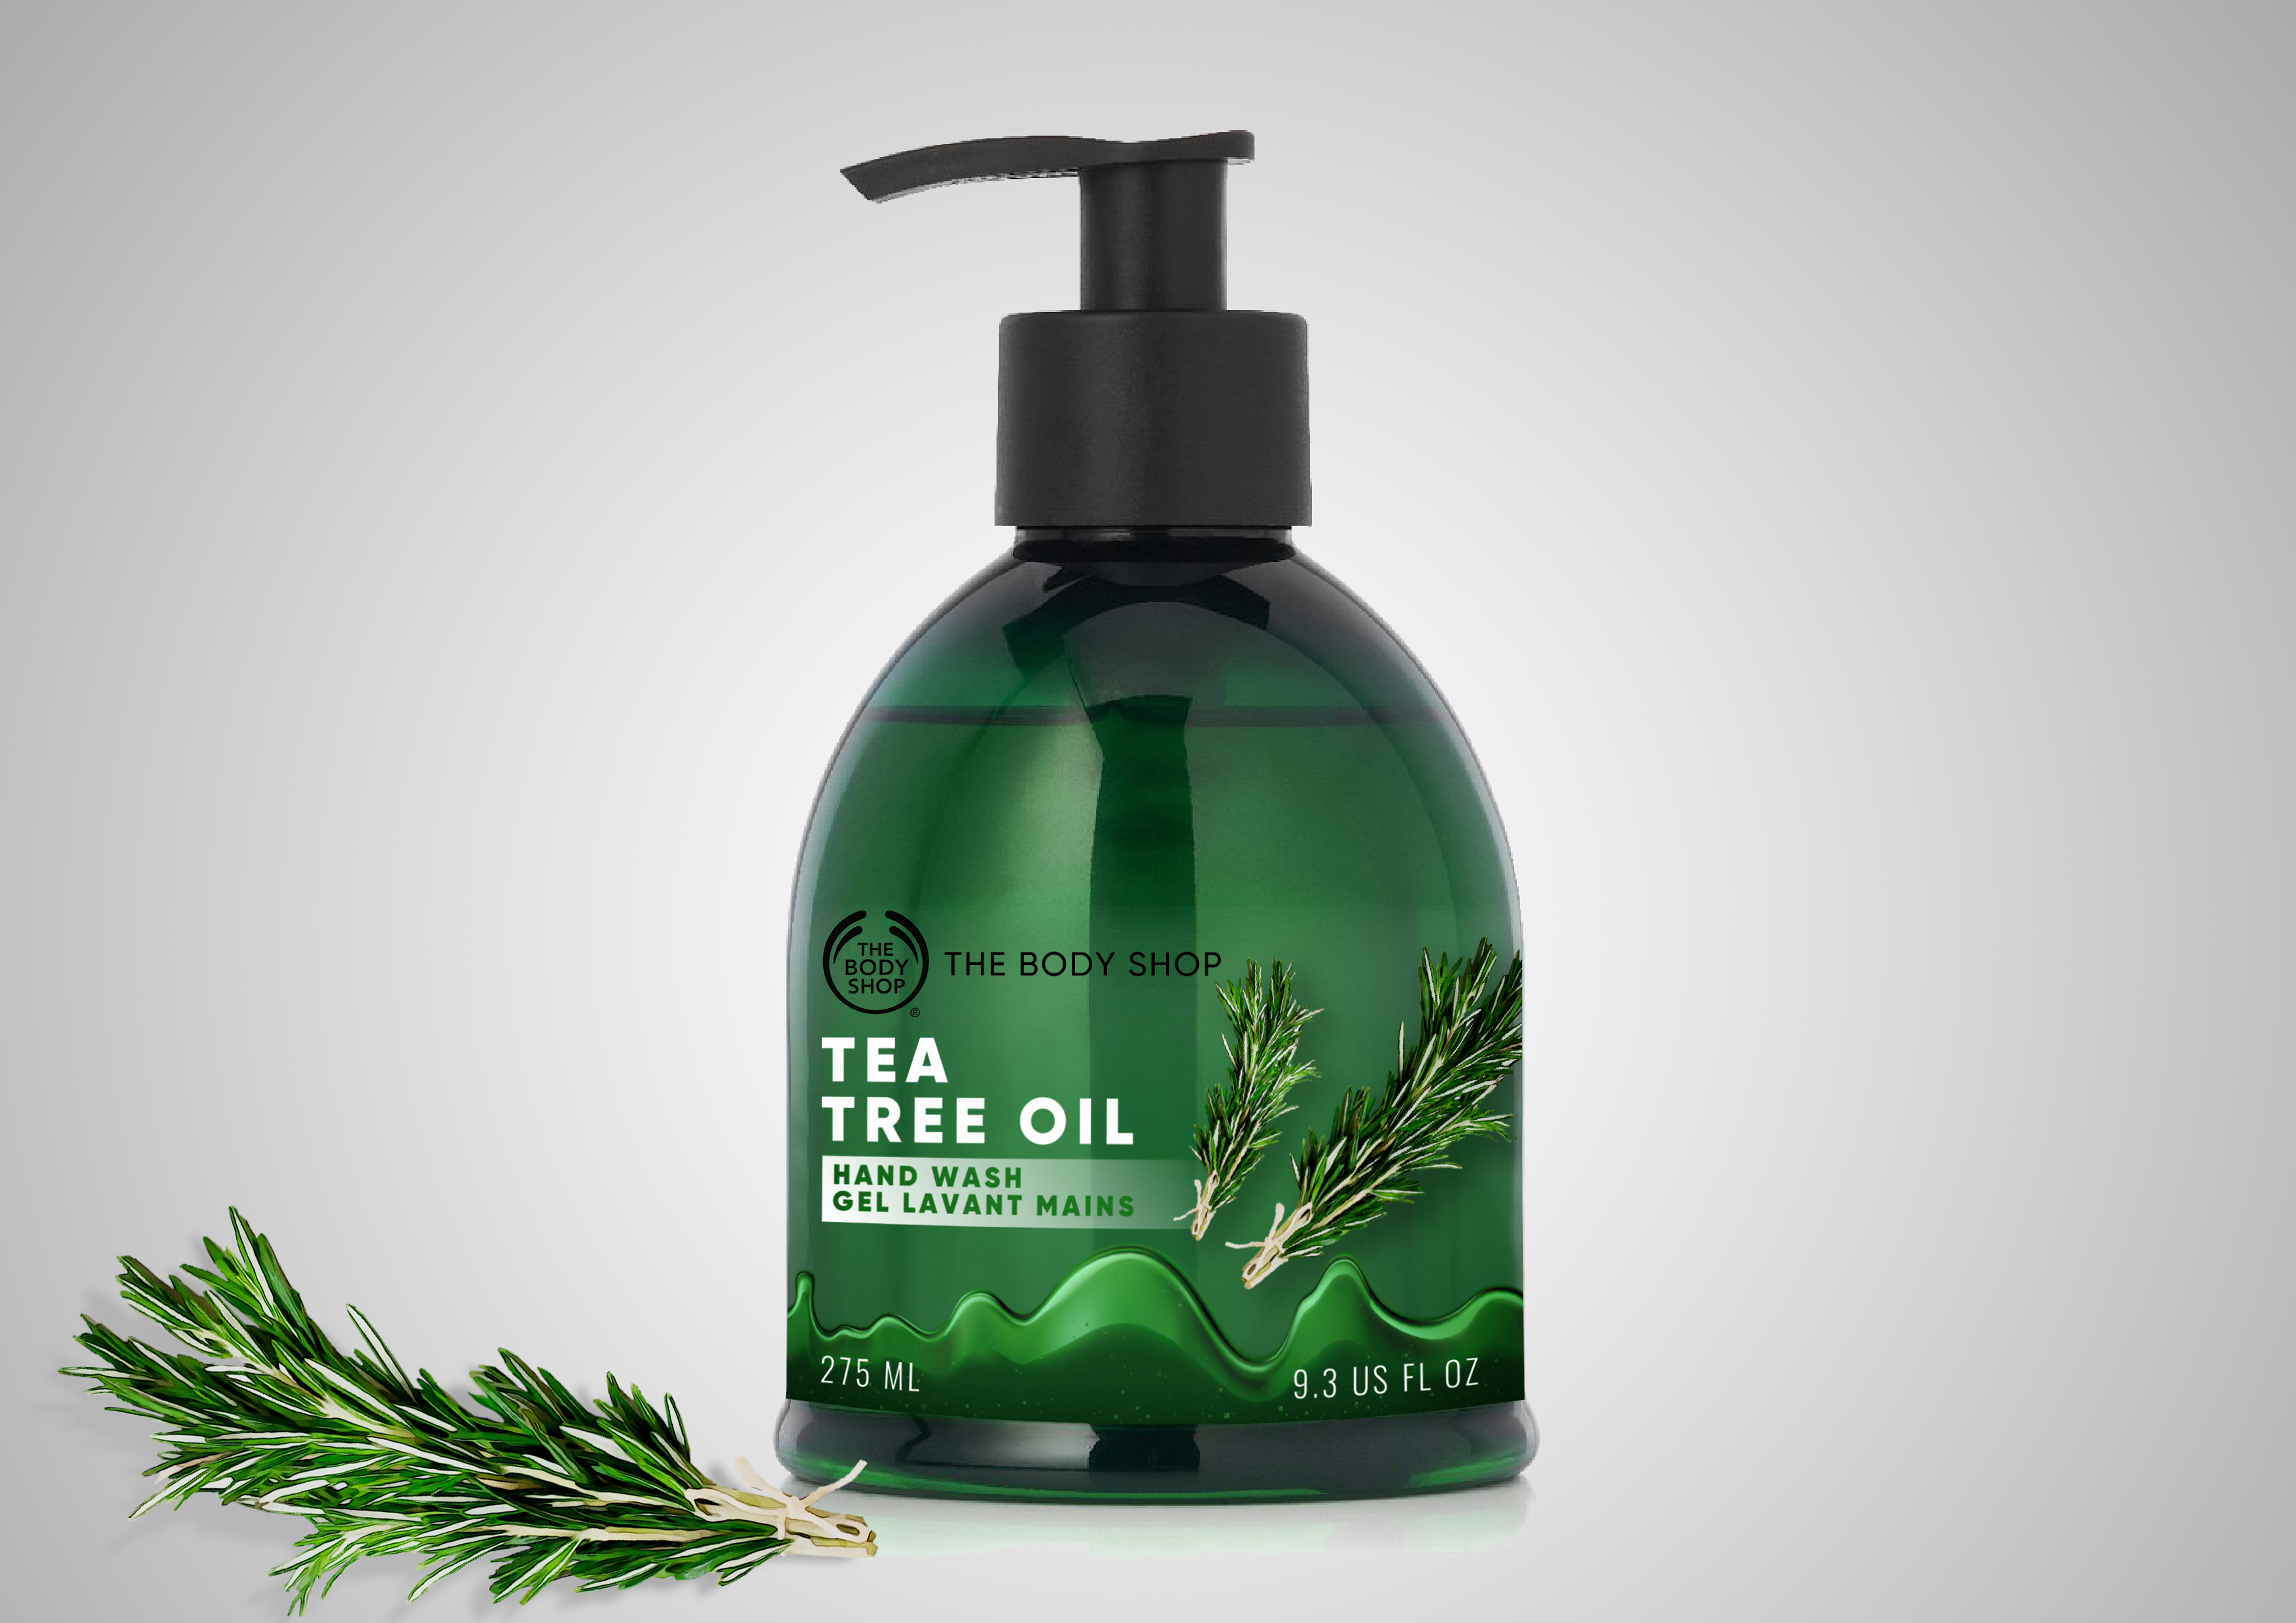 THE
BODY
SHOP
®
THE BODY SHOP
TEA
TREE OIL
HAND WASH
GEL LAVANT MAINS
275 ML
9.3 US FL OZ